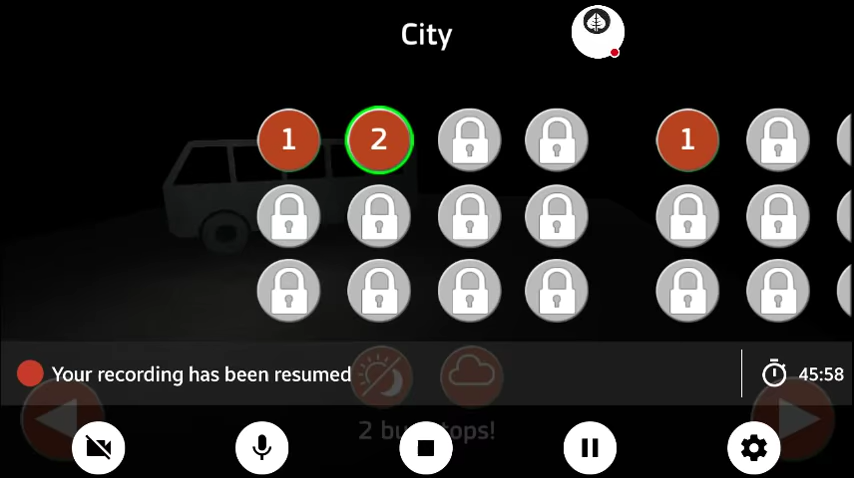 City
1 2 1
Your recording has been resumed
45:58
2 bus stops!